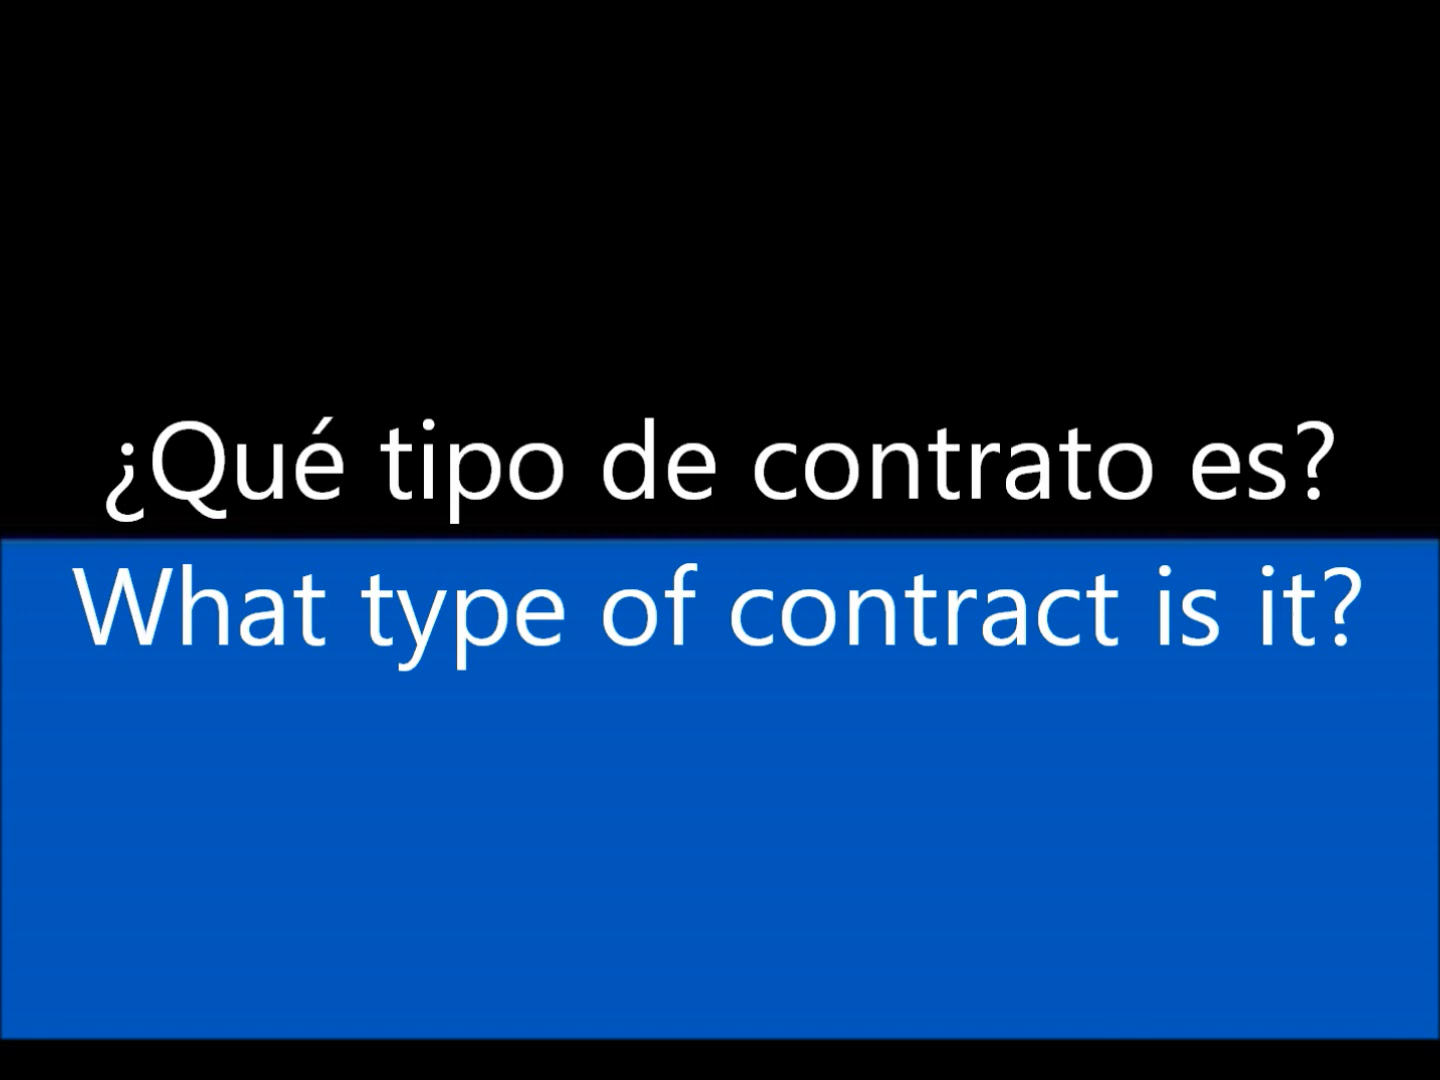 ¿Qué tipo de contrato es?
What type of contract is it?